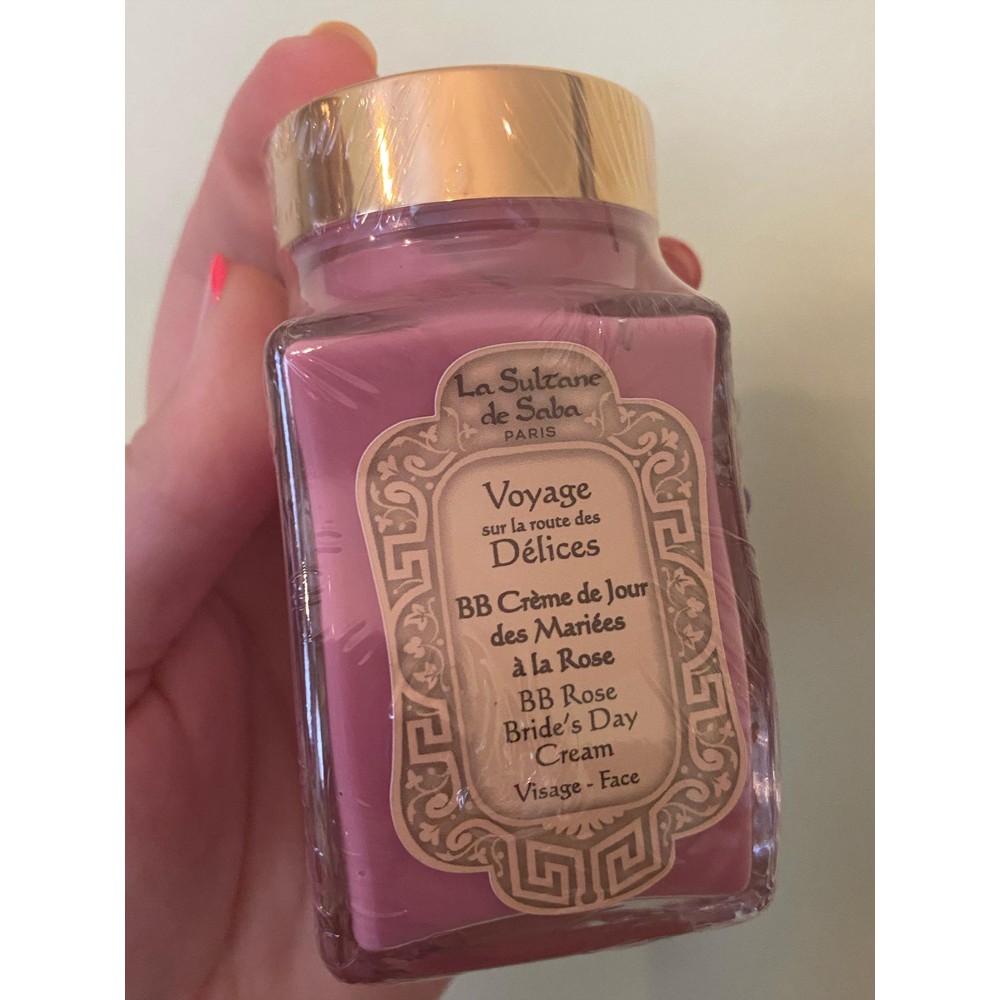 La Sultane
de Saba
PARIS
Voyage
sur la route des
Délices
BB Crème de Jour
des Mariées
à la Rose
BB Rose
Bride's Day
Cream
Visage - Face